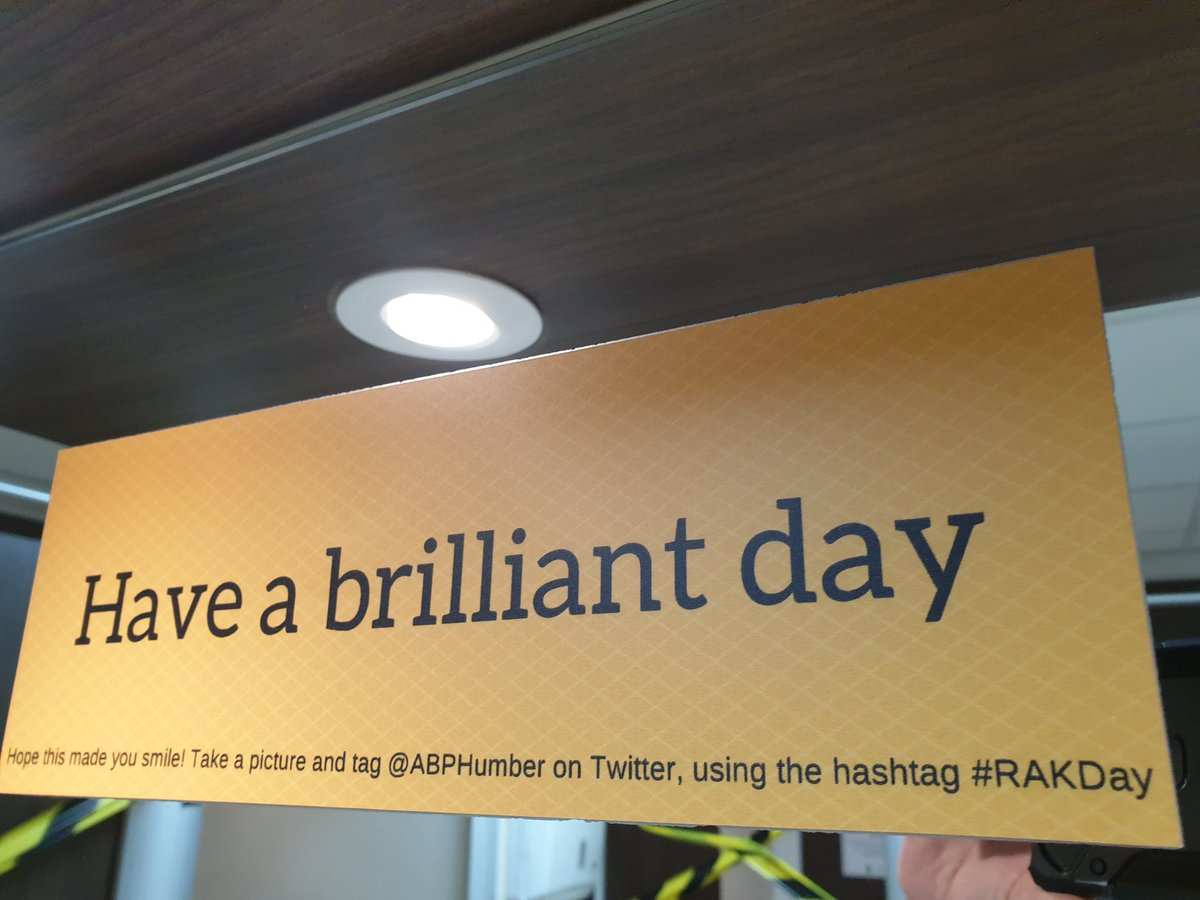 Have a brilliant day
Hope this made you smile! Take a picture and tag @ABPHumber on Twitter, using the hashtag #RAKDay